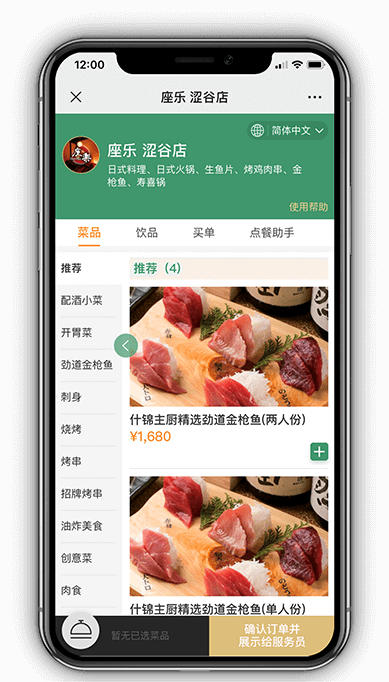 12:00
座乐 涩谷店
简体中文
座乐 涩谷店
日式料理、日式火锅、生鱼片、烤鸡肉串、金
枪鱼、寿喜锅
使用帮助
菜品
饮品
买单
点餐助手
推荐
配酒小菜
开胃菜
劲道金枪鱼
刺身
烧烤
烤串
招牌烤串
油炸美食
创意菜
肉食
推荐（4）
什锦主厨精选劲道金枪鱼(两人份)
¥1,680
什锦主厨精选劲道金枪鱼(单人份)
暂无已选菜品
确认订单并
展示给服务员